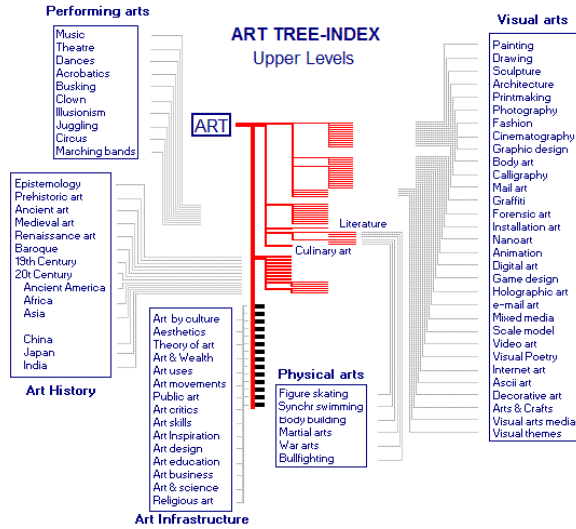 Performing arts
Music
Theatre
Dances
Acrobatics
Busking
Clown
Illusionism
Juggling
Circus
Marching bands
ART TREE-INDEX
Upper Levels
ART
Visual arts
Painting
Drawing
Sculpture
Architecture
Printmaking
Photography
Fashion
Cinematography
Graphic design
Body art
Calligraphy
Mail art
Graffiti
Forensic art
Installation art
Nanoart
Animation
Digital art
Game design
Holographic art
e-mail art
Mixed media
Scale model
Video art
Visual Poetry
Internet art
Ascii art
Decorative art
Arts & Crafts
Visual arts media
Visual themes
Epistemology
Prehistoric art
Ancient art
Medieval art
Renaissance art
Baroque
19th Century
20t Century
Ancient America
Africa
Asia
China
Japan
India
Art History
Literature
Culinary art
Art by culture
Aesthetics
Theory of art
Art & Wealth
Art uses
Art movements
Public art
Art critics
Art skills
Art Inspiration
Art design
Art education
Art business
Art & science
Religious art
Art Infrastructure
Physical arts
Figure skating
Synchr swimming
Body building
Martial arts
War arts
Bullfighting